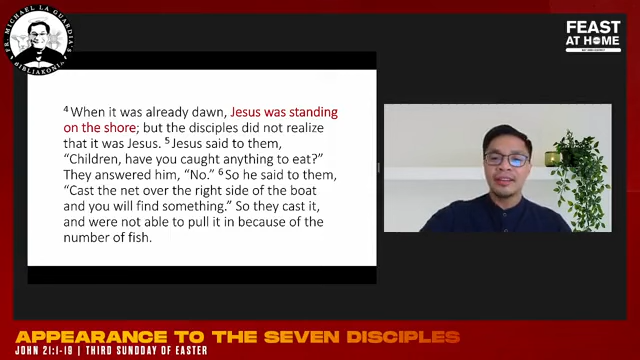 FR. MICHAEL LA GUARDIA'S
BIBLIAKONIA
FEAST
AT HOME
⁴ When it was already dawn, Jesus was standing
on the shore; but the disciples did not realize
that it was Jesus. ⁵ Jesus said to them,
“Children, have you caught anything to eat?”
They answered him, “No.” ⁶ So he said to them,
“Cast the net over the right side of the boat
and you will find something.” So they cast it,
and were not able to pull it in because of the
number of fish.
APPEARANCE TO THE SEVEN DISCIPLES
JOHN 21:1-19 | THIRD SUNDDAY OF EASTER